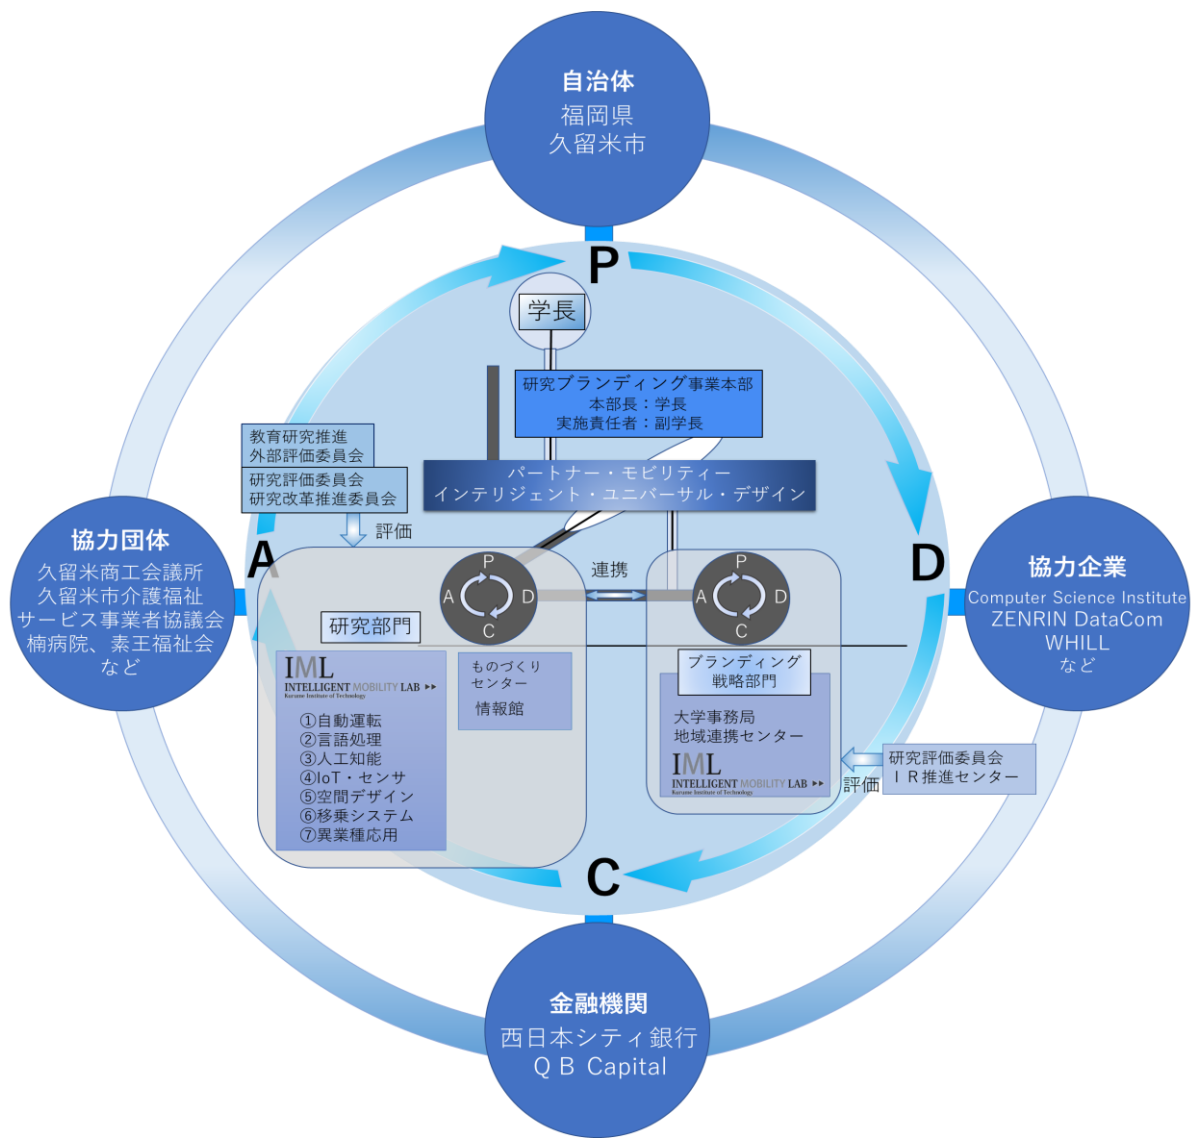 自治体
福岡県
久留米市
P
学長
研究ブランディング事業本部
本部長：学長
実施責任者：副学長
教育研究推進
外部評価委員会
研究評価委員会
研究改革推進委員会
評価
パートナー・モビリティー
インテリジェント・ユニバーサル・デザイン
A
D
協力団体
久留米商工会議所
久留米市介護福祉
サービス事業者協議会
楠病院、素王福祉会
など
協力企業
Computer Science Institute
ZENRIN DataCom
WHILL
など
P
A
D
C
連携
P
A
D
C
研究部門
IML
INTELLIGENT MOBILITY LAB
Kurume Institute of Technology
①自動運転
②言語処理
③人工知能
④IoT・センサ
⑤空間デザイン
⑥移乗システム
⑦異業種応用
ものづくり
センター
情報館
ブランディング
戦略部門
大学事務局
地域連携センター
IML
INTELLIGENT MOBILITY LAB
Kurume Institute of Technology
評価
研究評価委員会
ＩＲ推進センター
C
金融機関
西日本シティ銀行
ＱＢ Capital